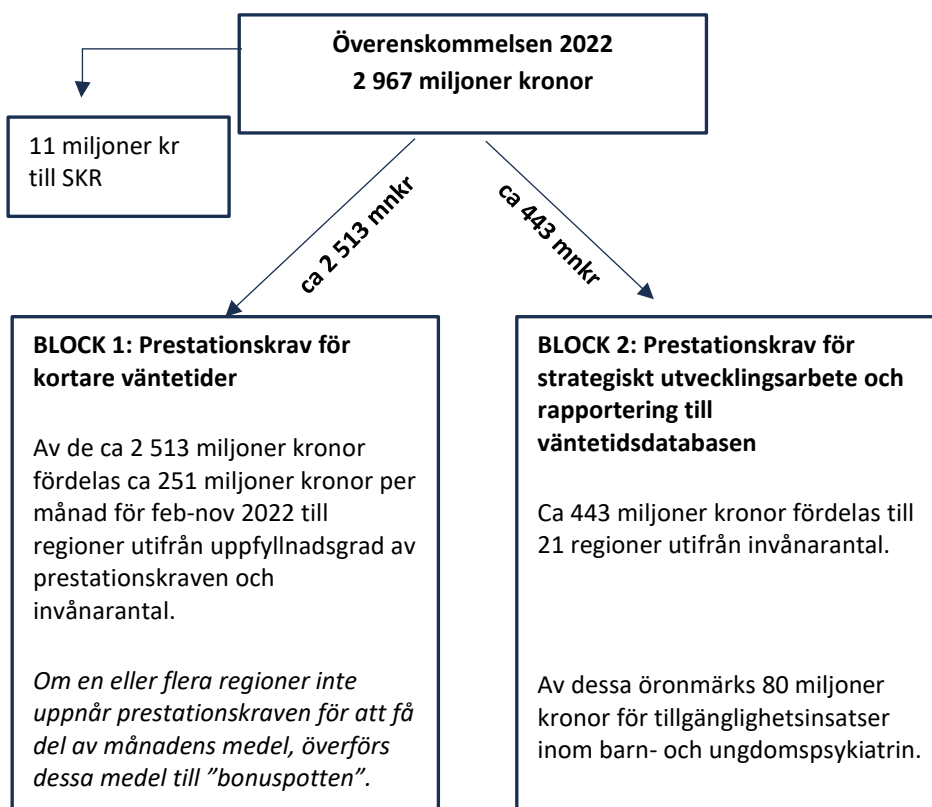 Överenskommelsen 2022
2 967 miljoner kronor
11 miljoner kr
till SKR
ca 2 513 mnkr
ca 443 mnkr
BLOCK 1: Prestationskrav för
kortare väntetider
Av de ca 2 513 miljoner kronor
fördelas ca 251 miljoner kronor per
månad för feb-nov 2022 till
regioner utifrån uppfyllnadsgrad av
prestationskraven och
invånarantal.
Om en eller flera regioner inte
uppnår prestationskraven för att få
del av månadens medel, överförs
dessa medel till ”bonuspotten”.
BLOCK 2: Prestationskrav för
strategiskt utvecklingsarbete och
rapportering till
väntetidsdatabasen
Ca 443 miljoner kronor fördelas till
21 regioner utifrån invånarantal.
Av dessa öronmärks 80 miljoner
kronor för tillgänglighetsinsatser
inom barn- och ungdomspsykiatrin.